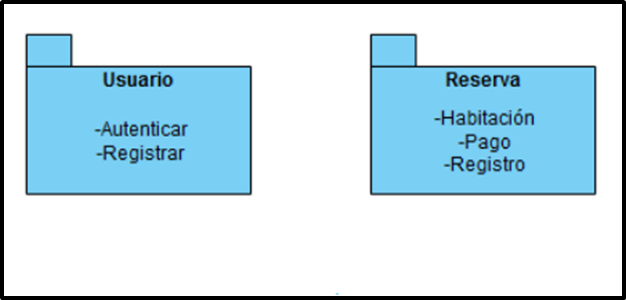 Usuario
-Autenticar
-Registrar
Reserva
-Habitación
-Pago
-Registro